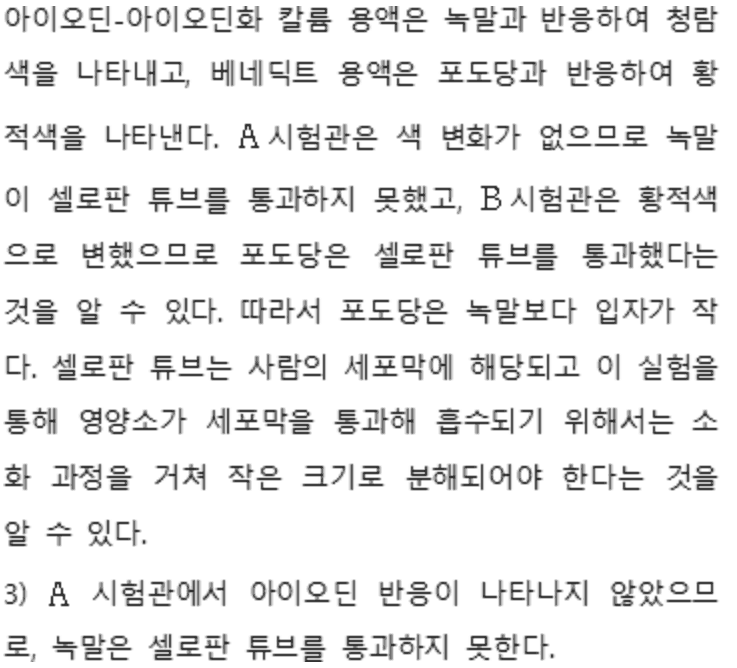 아이오딘-아이오딘화 칼륨 용액은 녹말과 반응하여 청람
색을 나타내고, 베네딕트 용액은 포도당과 반응하여 황
적색을 나타낸다. A 시험관은 색 변화가 없으므로 녹말
이 셀로판 튜브를 통과하지 못했고, B 시험관은 황적색
으로 변했으므로 포도당은 셀로판 튜브를 통과했다는
것을 알 수 있다. 따라서 포도당은 녹말보다 입자가 작
다. 셀로판 튜브는 사람의 세포막에 해당되고 이 실험을
통해 영양소가 세포막을 통과해 흡수되기 위해서는 소
화 과정을 거쳐 작은 크기로 분해되어야 한다는 것을
알 수 있다.
3) A 시험관에서 아이오딘 반응이 나타나지 않았으므
로, 녹말은 셀로판 튜브를 통과하지 못한다.